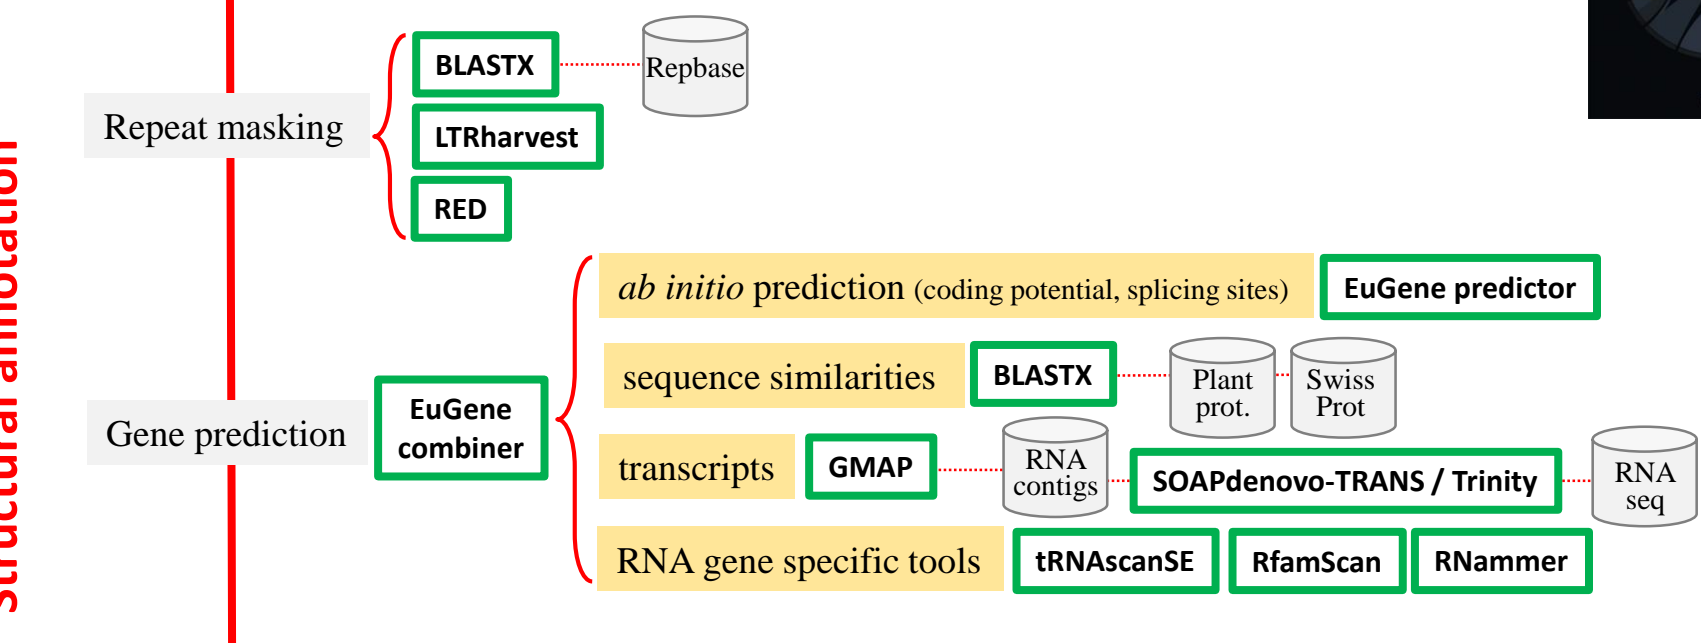 Structural annotation
Repeat masking
BLASTX
Repbase
LTRharvest
RED
Gene prediction
EuGene
combiner
ab initio prediction (coding potential, splicing sites)
EuGene predictor
sequence similarities
BLASTX
Plant
prot.
Swiss
Prot
transcripts
GMAP
RNA
contigs
SOAPdenovo-TRANS / Trinity
RNA
seq
RNA gene specific tools
tRNAscanSE
RfamScan
RNammer